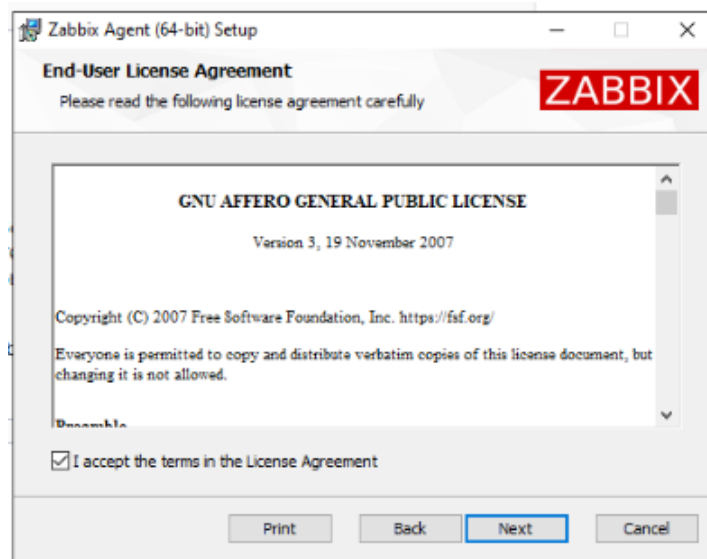 Zabbix Agent (64-bit) Setup
End-User License Agreement
Please read the following license agreement carefully
ZABBIX
GNU AFFERO GENERAL PUBLIC LICENSE
Version 3, 19 November 2007
Copyright (C) 2007 Free Software Foundation, Inc. https://fsf.org/
Everyone is permitted to copy and distribute verbatim copies of this license document, but
changing it is not allowed.
Preamble
I accept the terms in the License Agreement
Print Back Next Cancel